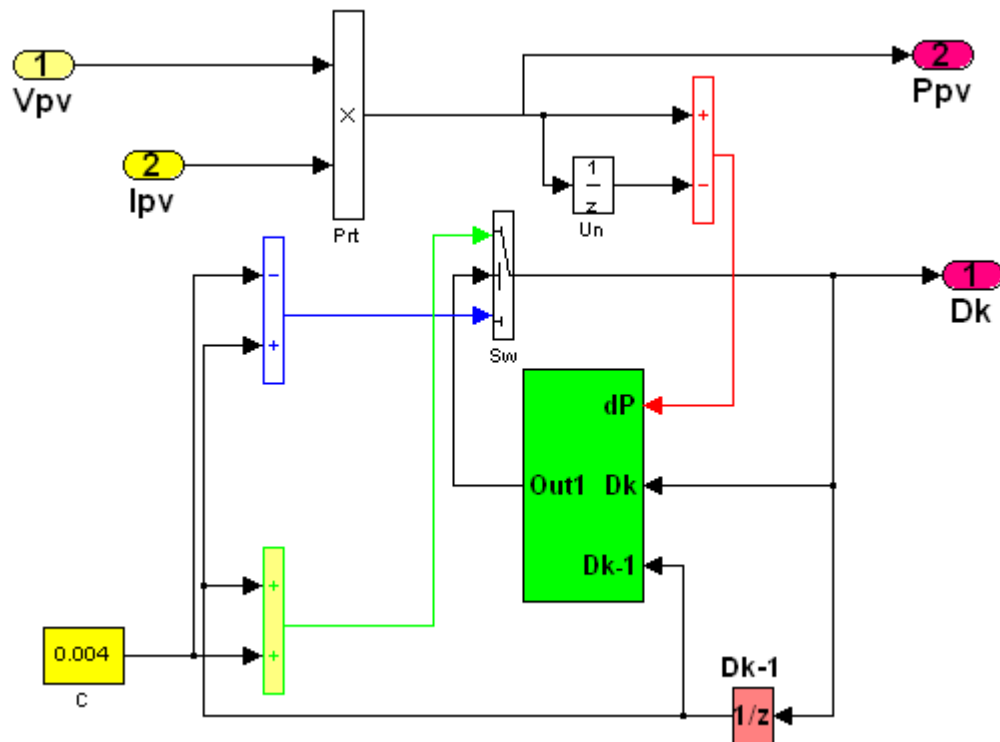 1
Vpv
2
Ipv
×
Prt
2
Ppv
+
−
1
z
Un
−
+
Sw
1
Dk
dP
Out1 Dk
Dk-1
+
+
0.004
C
Dk-1
1/z